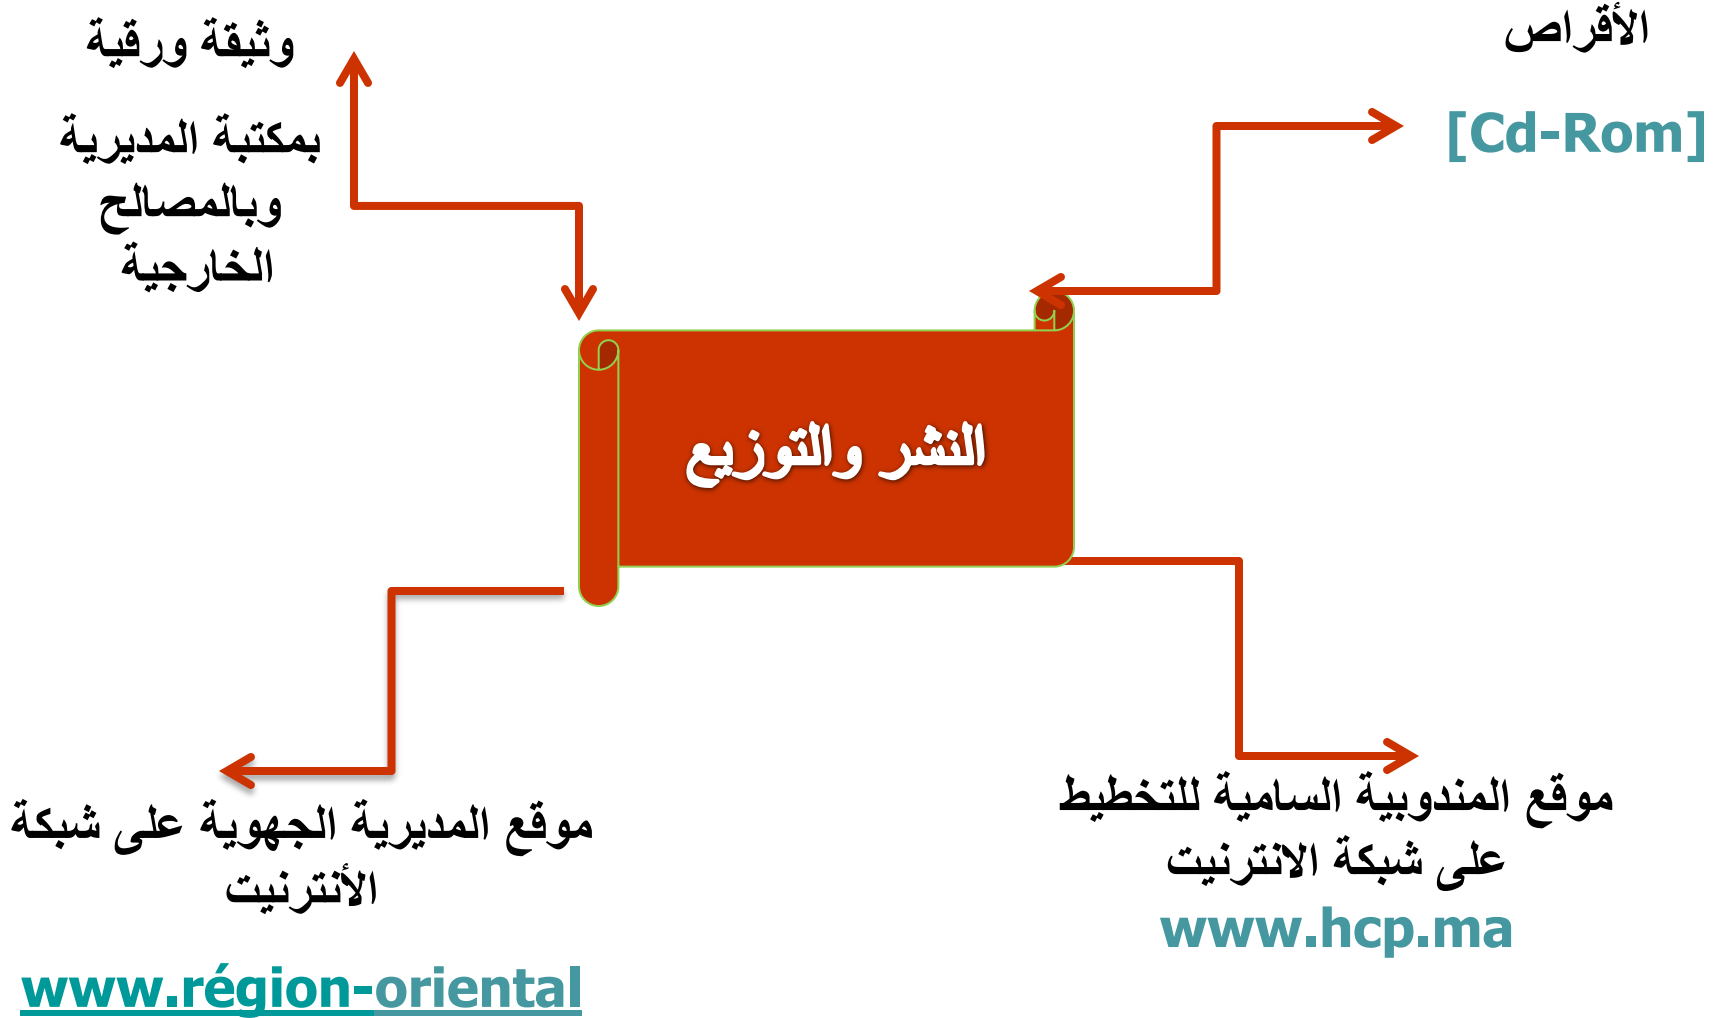 الأقراص
[Cd-Rom]
وثيقة ورقية
بمكتبة المديرية
وبالمصالح
الخارجية
النشر والتوزيع
موقع المندوبية السامية للتخطيط
على شبكة الانترنيت
www.hcp.ma
موقع المديرية الجهوية على شبكة
الأنترنيت
www.région-oriental